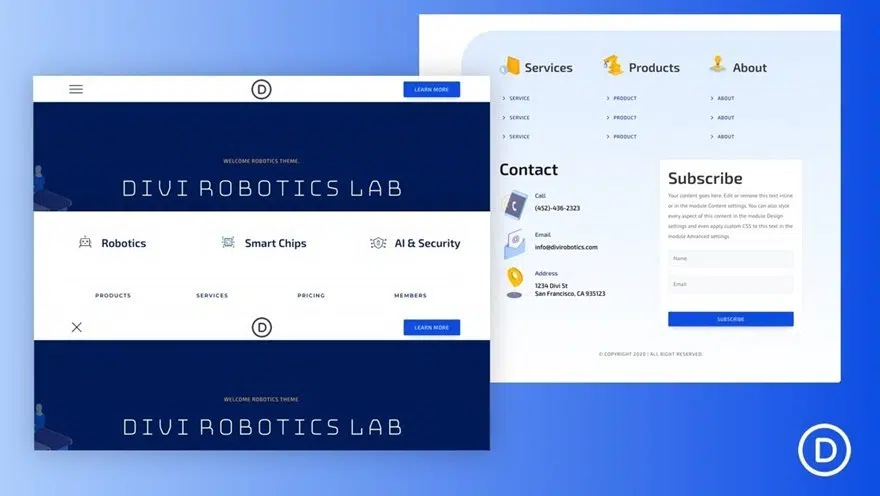 D
LEARN MORE
WELCOME ROBOTICS THEME.
DIVI ROBOTICS LAB
Robotics
Smart Chips
AI & Security
PRODUCTS
SERVICES
PRICING
MEMBERS
D
LEARN MORE
WELCOME ROBOTICS THEME
DIVI ROBOTICS LAB
Services
Products
About
SERVICE
PRODUCT
ABOUT
SERVICE
PRODUCT
ABOUT
SERVICE
PRODUCT
ABOUT
Contact
Call
(452)-436-2323
Email
info@divirobotics.com
Address
1234 Divi St
San Francisco, CA 935123
Subscribe
Your content goes here. Edit or remove this text inline
or in the module Content settings. You can also style
every aspect of this content in the module Design
settings and even apply custom CSS to this text in the
module Advanced settings.
Name
Email
SUBSCRIBE
© COPYRIGHT 2020 | ALL RIGHT RESERVED.
D